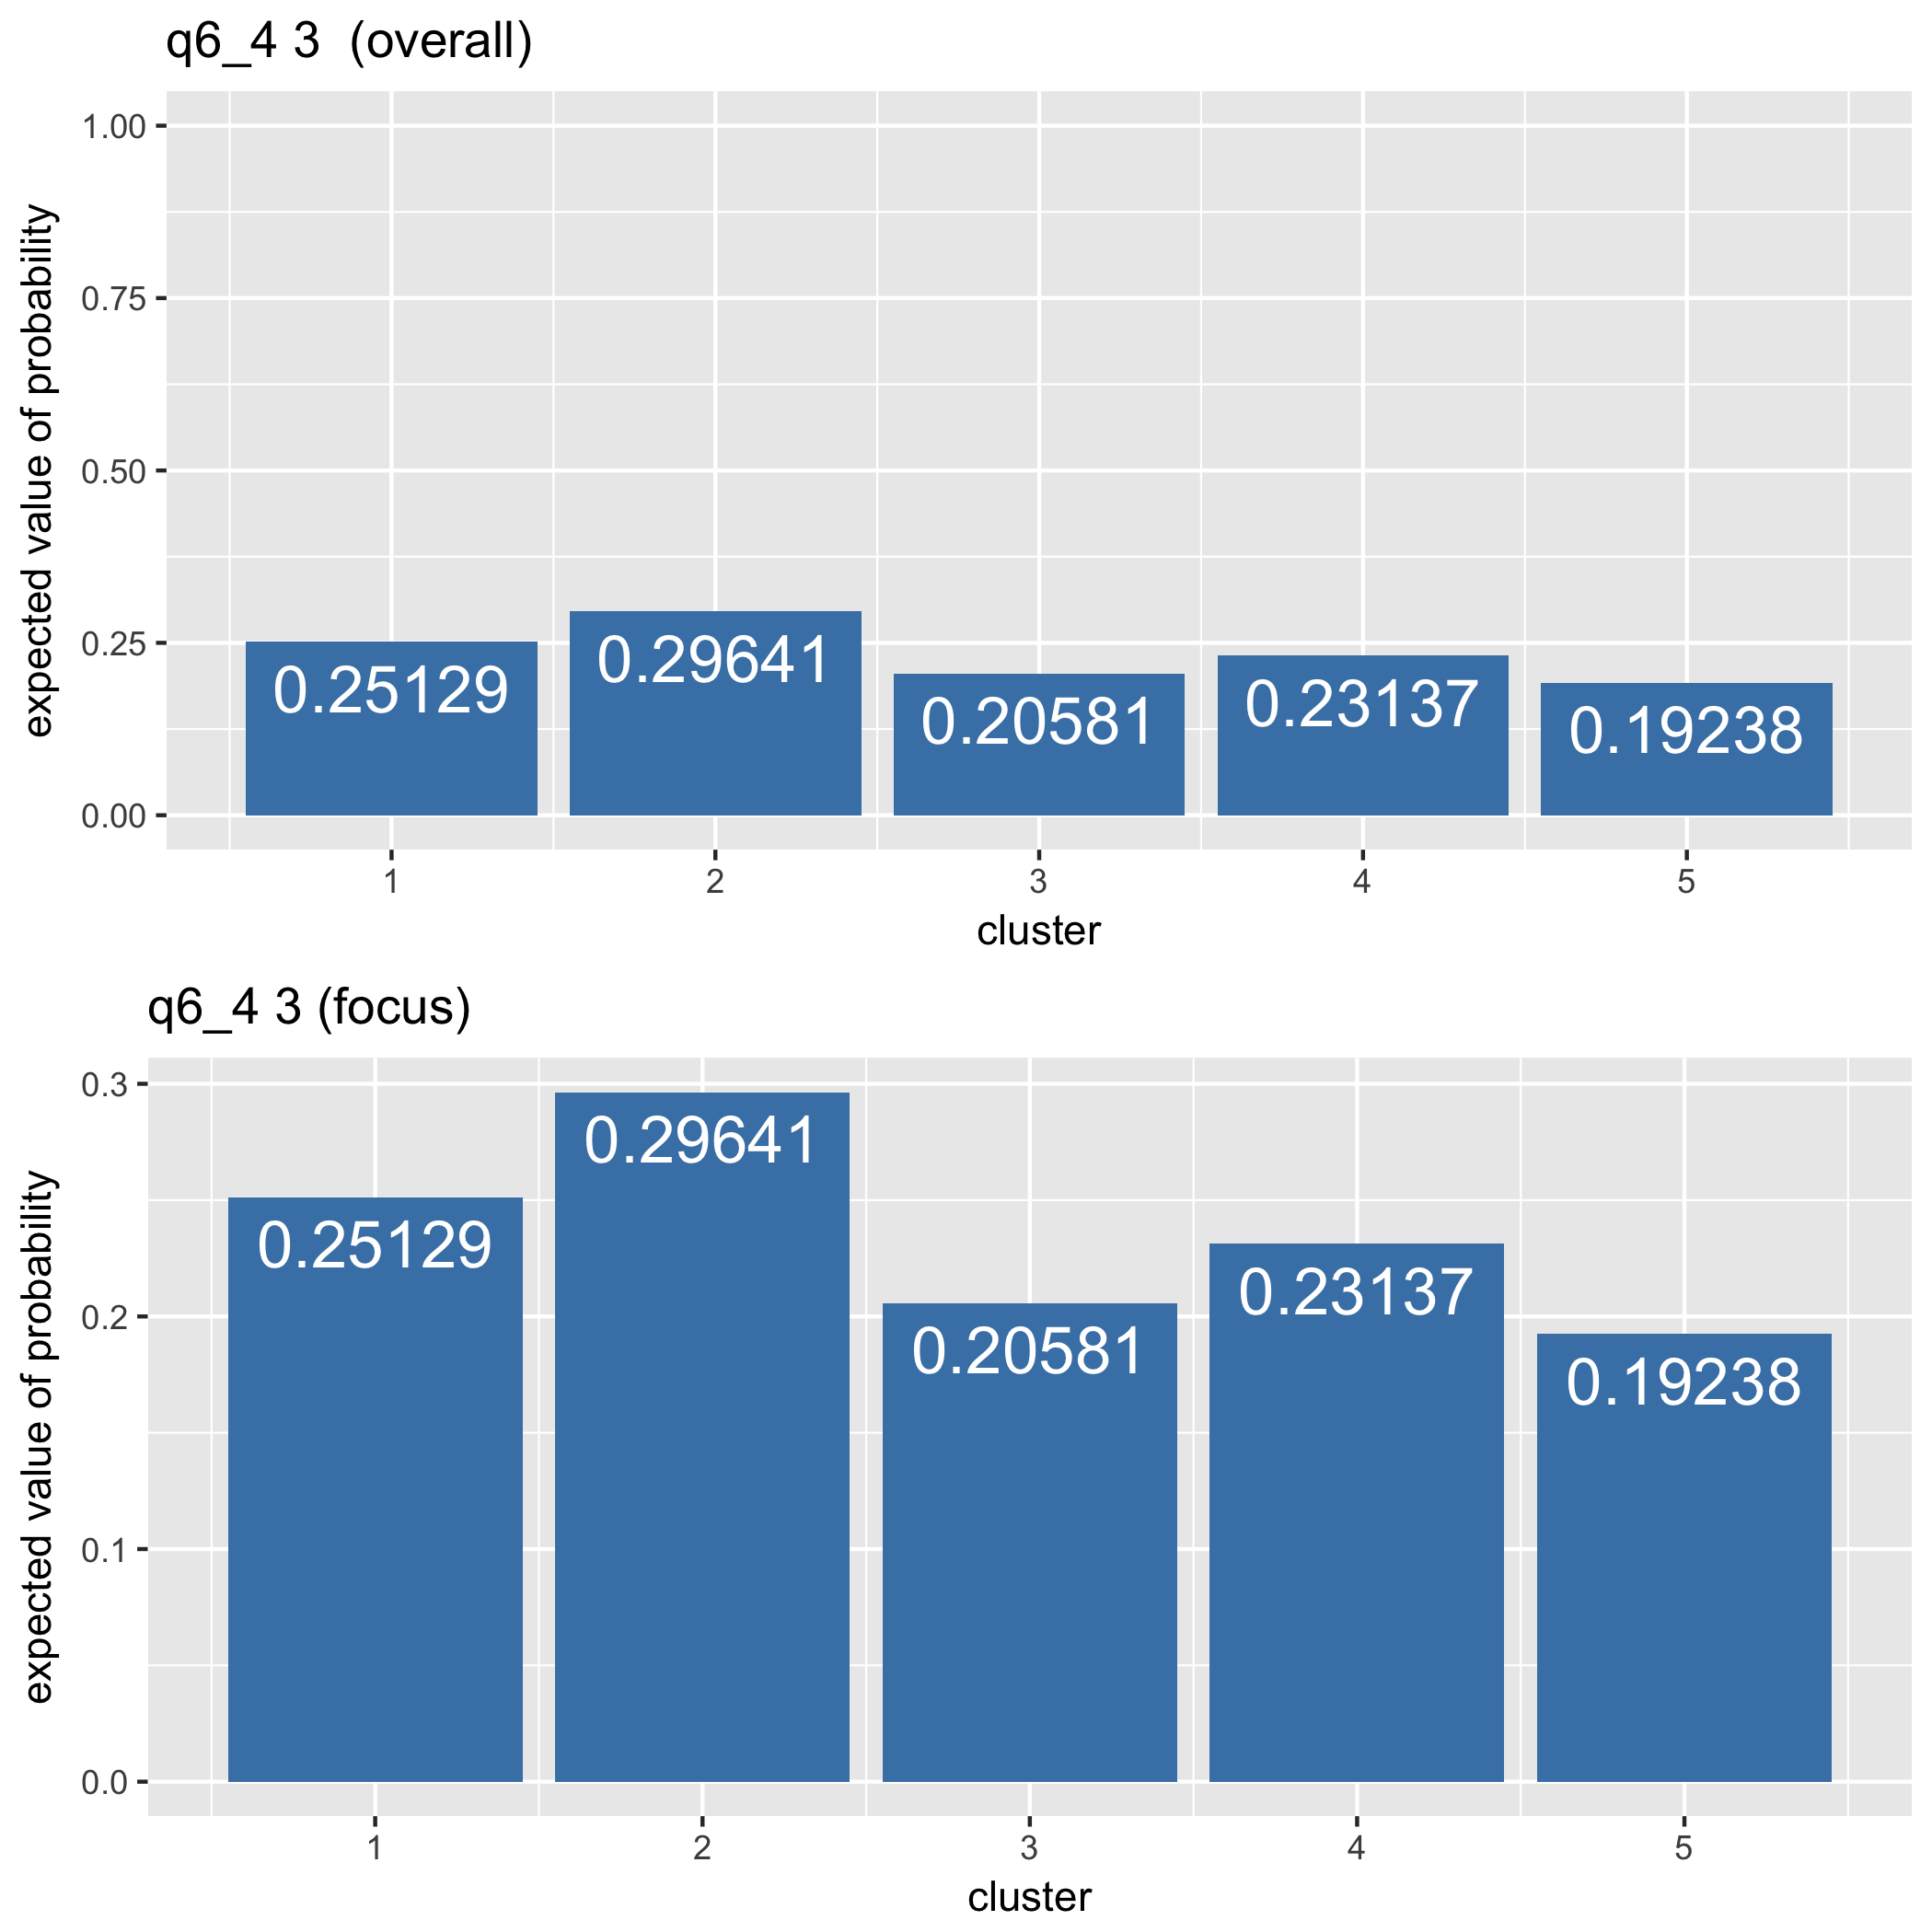 q6_4 3  (overall)
expected value of probability
1.00
0.75
0.50
0.25
0.00
0.25129
0.29641
0.20581
0.23137
0.19238
1 2 3 4 5
cluster
q6_4 3 (focus)
expected value of probability
0.3
0.2
0.1
0.0
0.25129
0.29641
0.20581
0.23137
0.19238
1 2 3 4 5
cluster